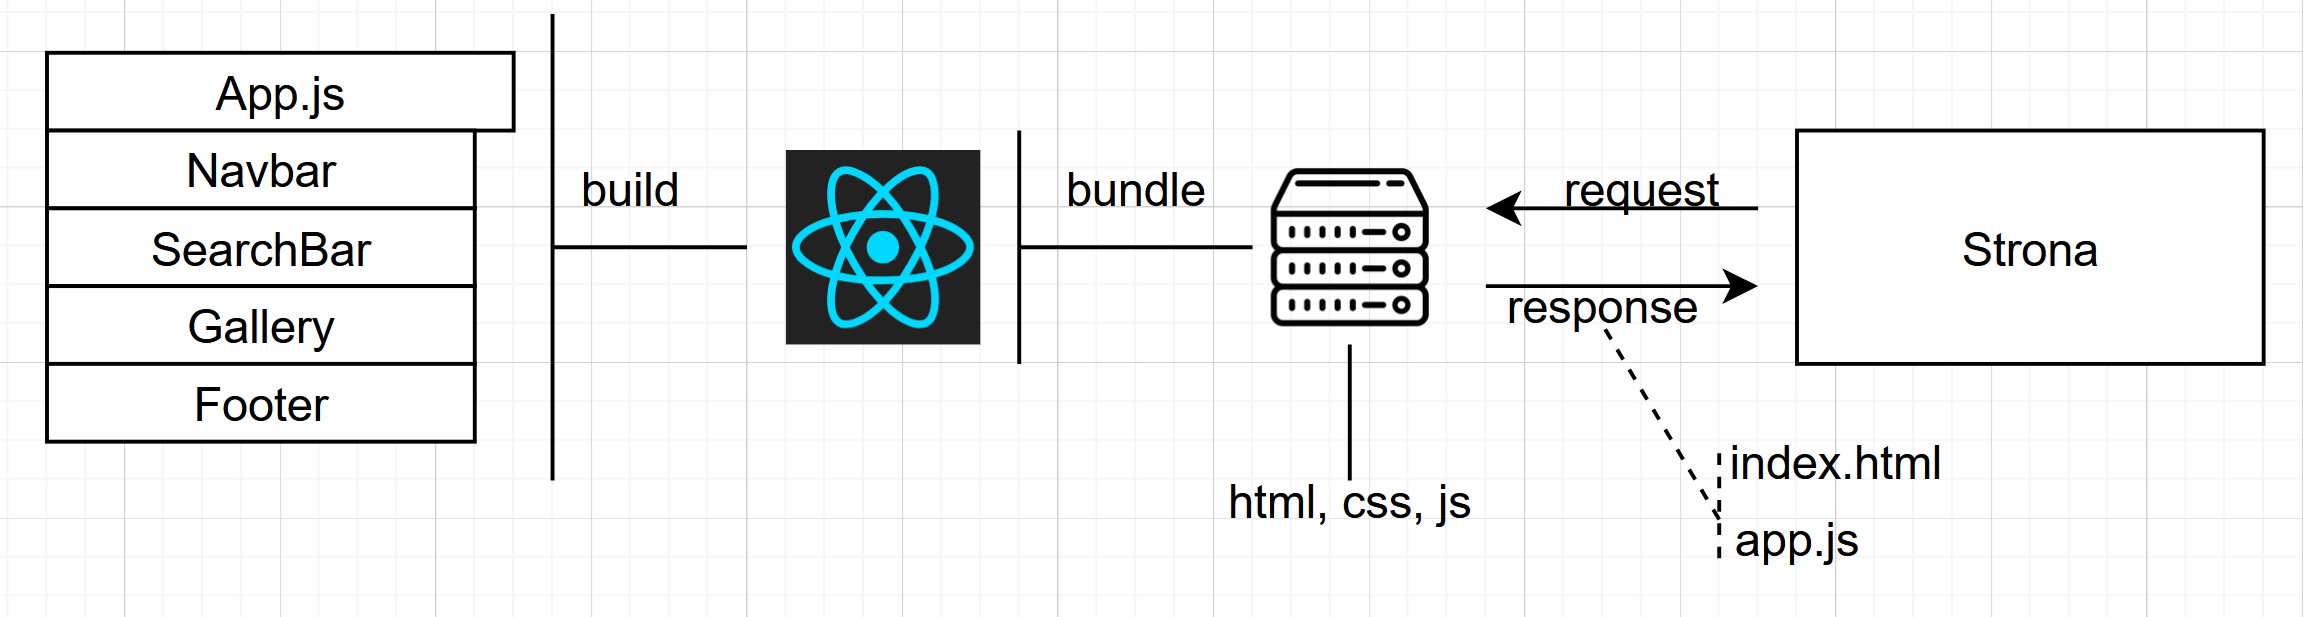 App.js
Navbar
SearchBar
Gallery
Footer
build
bundle
html, css, js
request
response
index.html
app.js
Strona